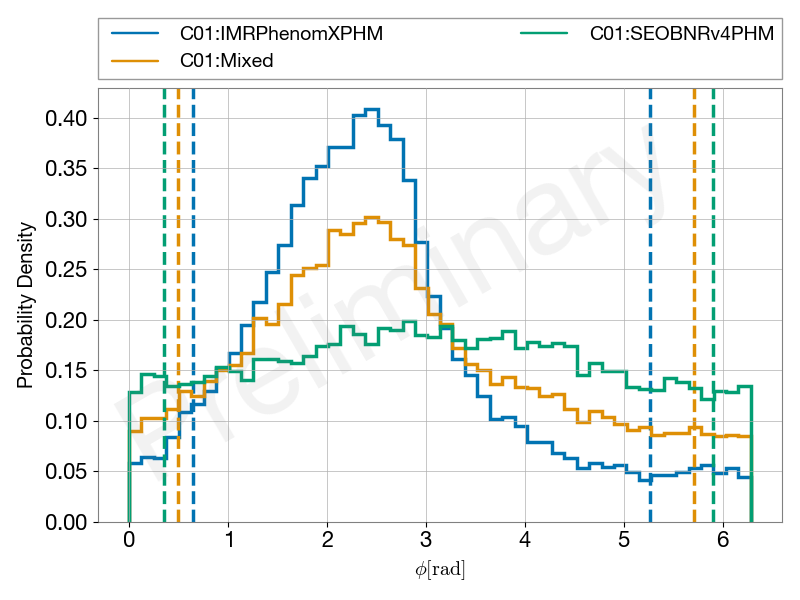 C01:IMRPhenomXPHM
C01:Mixed
C01:SEOBNRv4PHM
Preliminary
Probability Density
0.40
0.35
0.30
0.25
0.20
0.15
0.10
0.05
0.00
0 1 2 3 4 5 6
ϕ[rad]